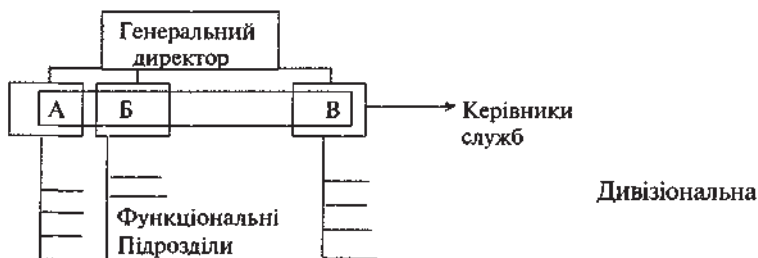 Генеральний
директор
А Б В
Керівники
служб
Дивізіональна
Функціональні
Підрозділи